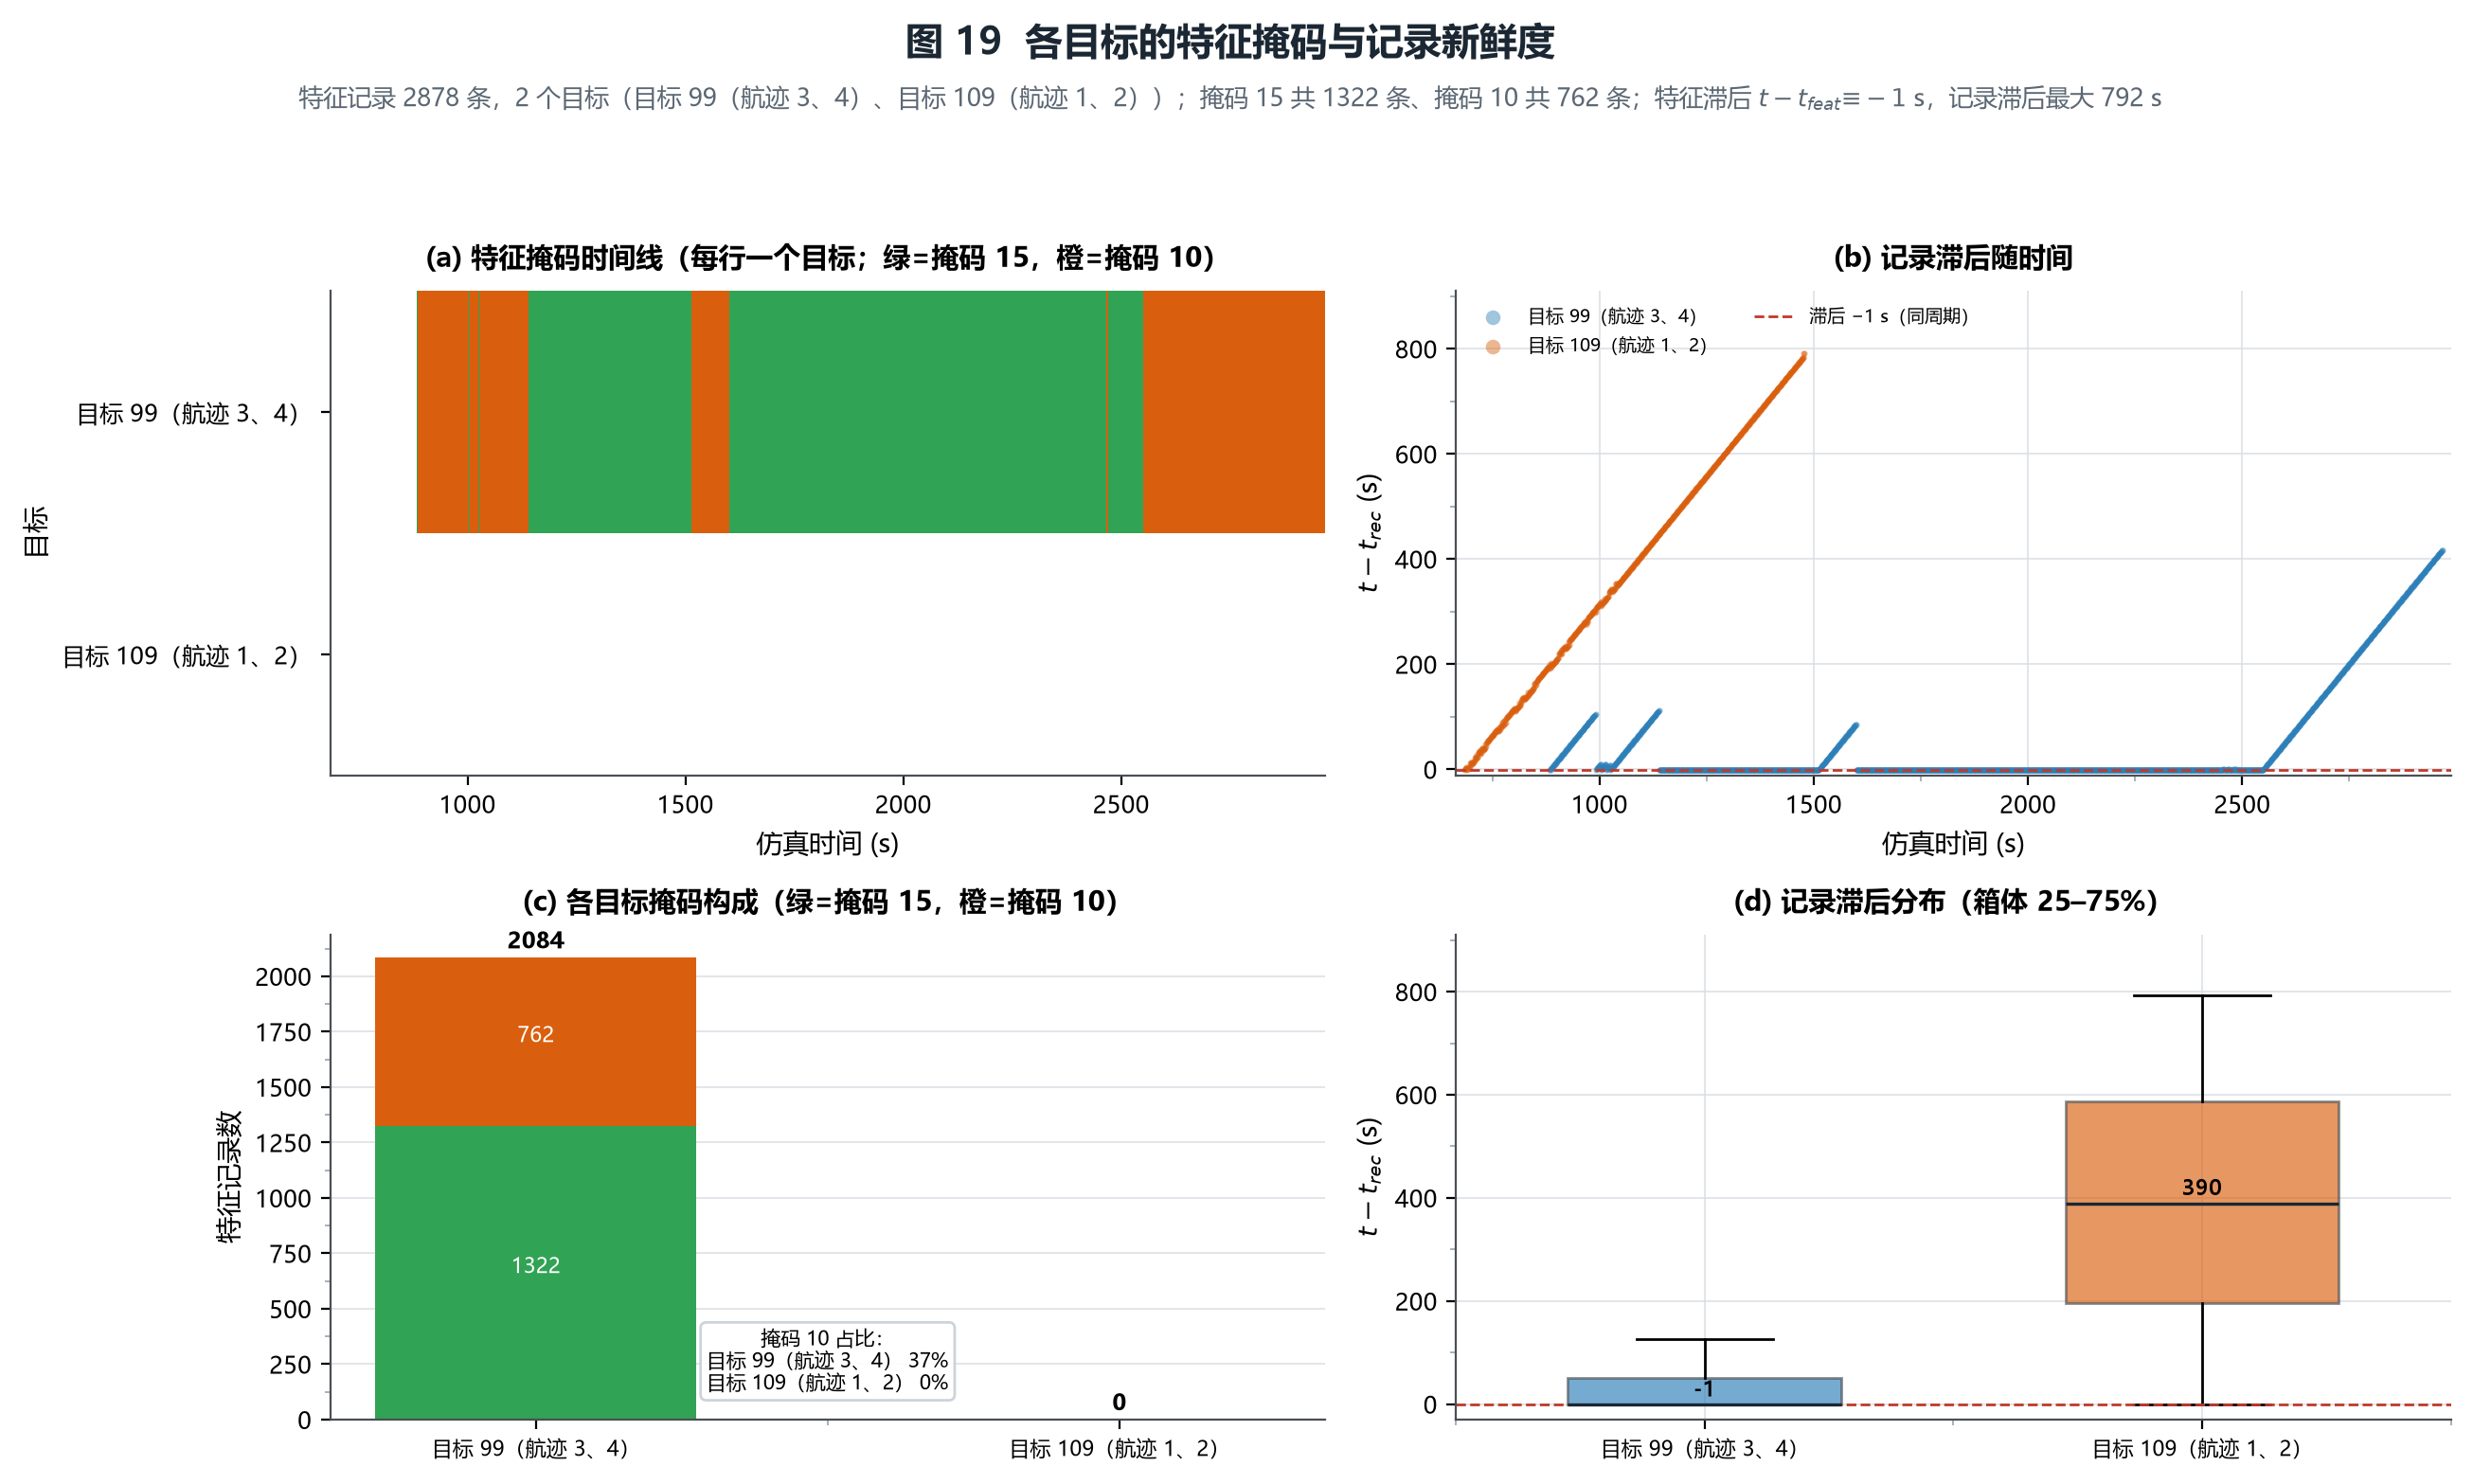 图 19 各目标的特征掩码与记录新鲜度
特征记录 2878 条，2 个目标（目标 99（航迹 3、4）、目标 109（航迹 1、2））；掩码 15 共 1322 条、掩码 10 共 762 条；特征滞后 t − t_feat ≡ − 1 s，记录滞后最大 792 s
(a) 特征掩码时间线（每行一个目标；绿=掩码 15，橙=掩码 10）
目标
目标 99（航迹 3、4）
目标 109（航迹 1、2）
1000 1500 2000 2500
仿真时间 (s)
(b) 记录滞后随时间
目标 99（航迹 3、4）
目标 109（航迹 1、2）
滞后 −1 s（同周期）
t − t_rec (s)
800
600
400
200
0
1000 1500 2000 2500
仿真时间 (s)
(c) 各目标掩码构成（绿=掩码 15，橙=掩码 10）
特征记录数
2000
1750
1500
1250
1000
750
500
250
0
2084
762
1322
掩码 10 占比：
目标 99（航迹 3、4） 37%
目标 109（航迹 1、2） 0%
0
目标 99（航迹 3、4） 目标 109（航迹 1、2）
(d) 记录滞后分布（箱体 25–75%）
t − t_rec (s)
800
600
400
200
0
390
-1
目标 99（航迹 3、4） 目标 109（航迹 1、2）